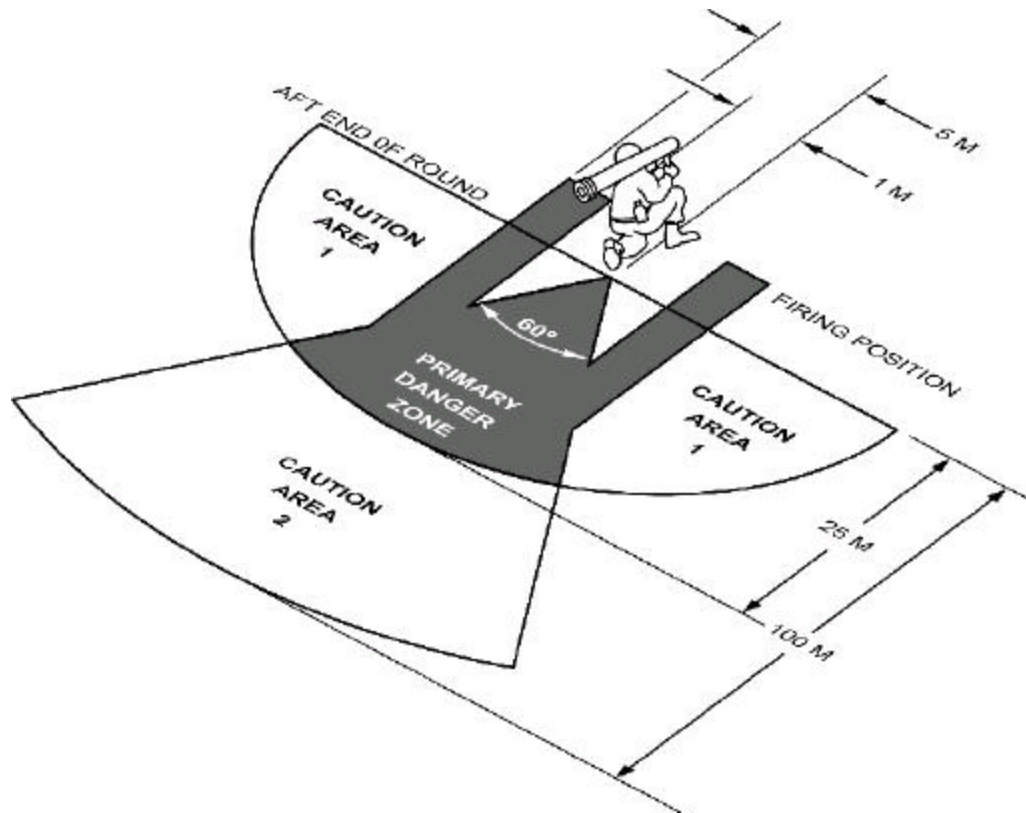 5 M
1 M
AFT END 0F ROUND
CAUTION
AREA
1
60°
FIRING POSITION
PRIMARY
DANGER
ZONE
CAUTION
AREA
1
CAUTION
AREA
2
25 M
100 M